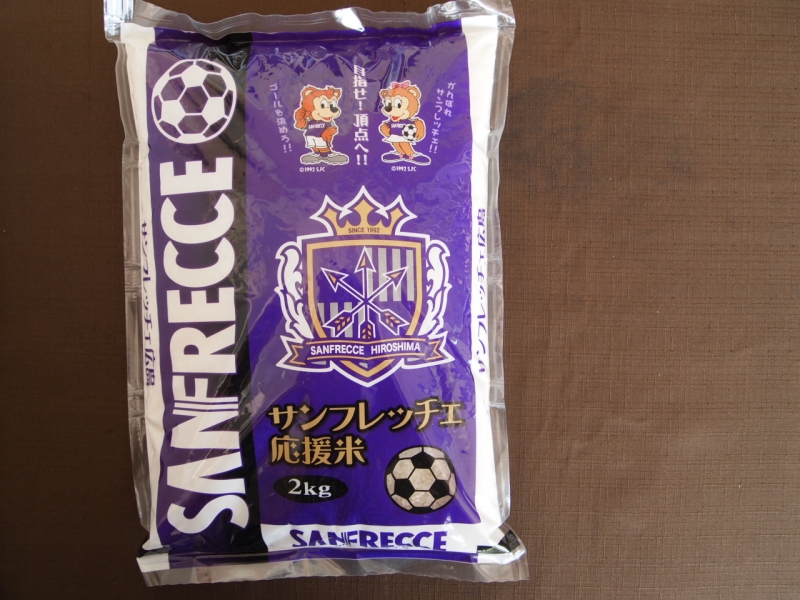 SANFRECCE
サンフレッチェ広島
ゴールを決めろ!!
目指せ!頂点へ!!
がんばれ
サンフレッチェ!!
SANFRECCE
©1992 S.FC
©1992 S.FC
SINCE 1992
SANFRECCE HIROSHIMA
サンフレッチェ
応援米
2kg
SANFRECCE
サンフレッチェ広島